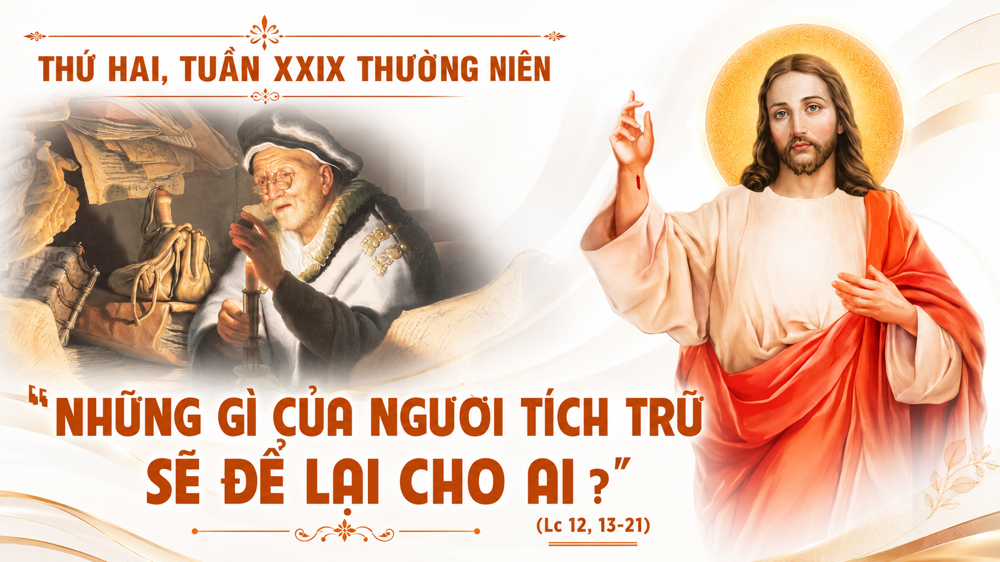 THỨ HAI, TUẦN XXIX THƯỜNG NIÊN
“NHỮNG GÌ CỦA NGƯƠI TÍCH TRỮ
SẼ ĐỂ LẠI CHO AI ?”
(Lc 12, 13-21)